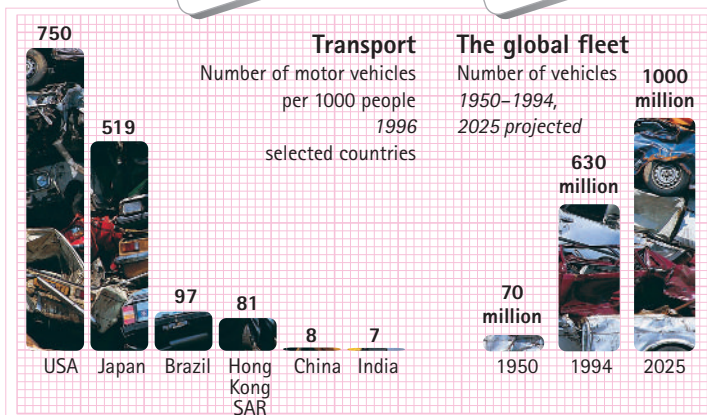 Transport
Number of motor vehicles
per 1000 people
1996
selected countries
750
519
97
81
8
7
USA
Japan
Brazil
Hong
Kong
SAR
China
India
The global fleet
Number of vehicles
1950–1994,
2025 projected
70
million
630
million
1000
million
1950
1994
2025